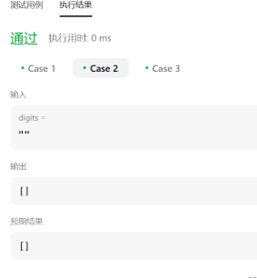 测试用例 执行结果
通过 执行用时: 0 ms
• Case 1 • Case 2 • Case 3
输入
digits =
""
输出
[]
预期结果
[]